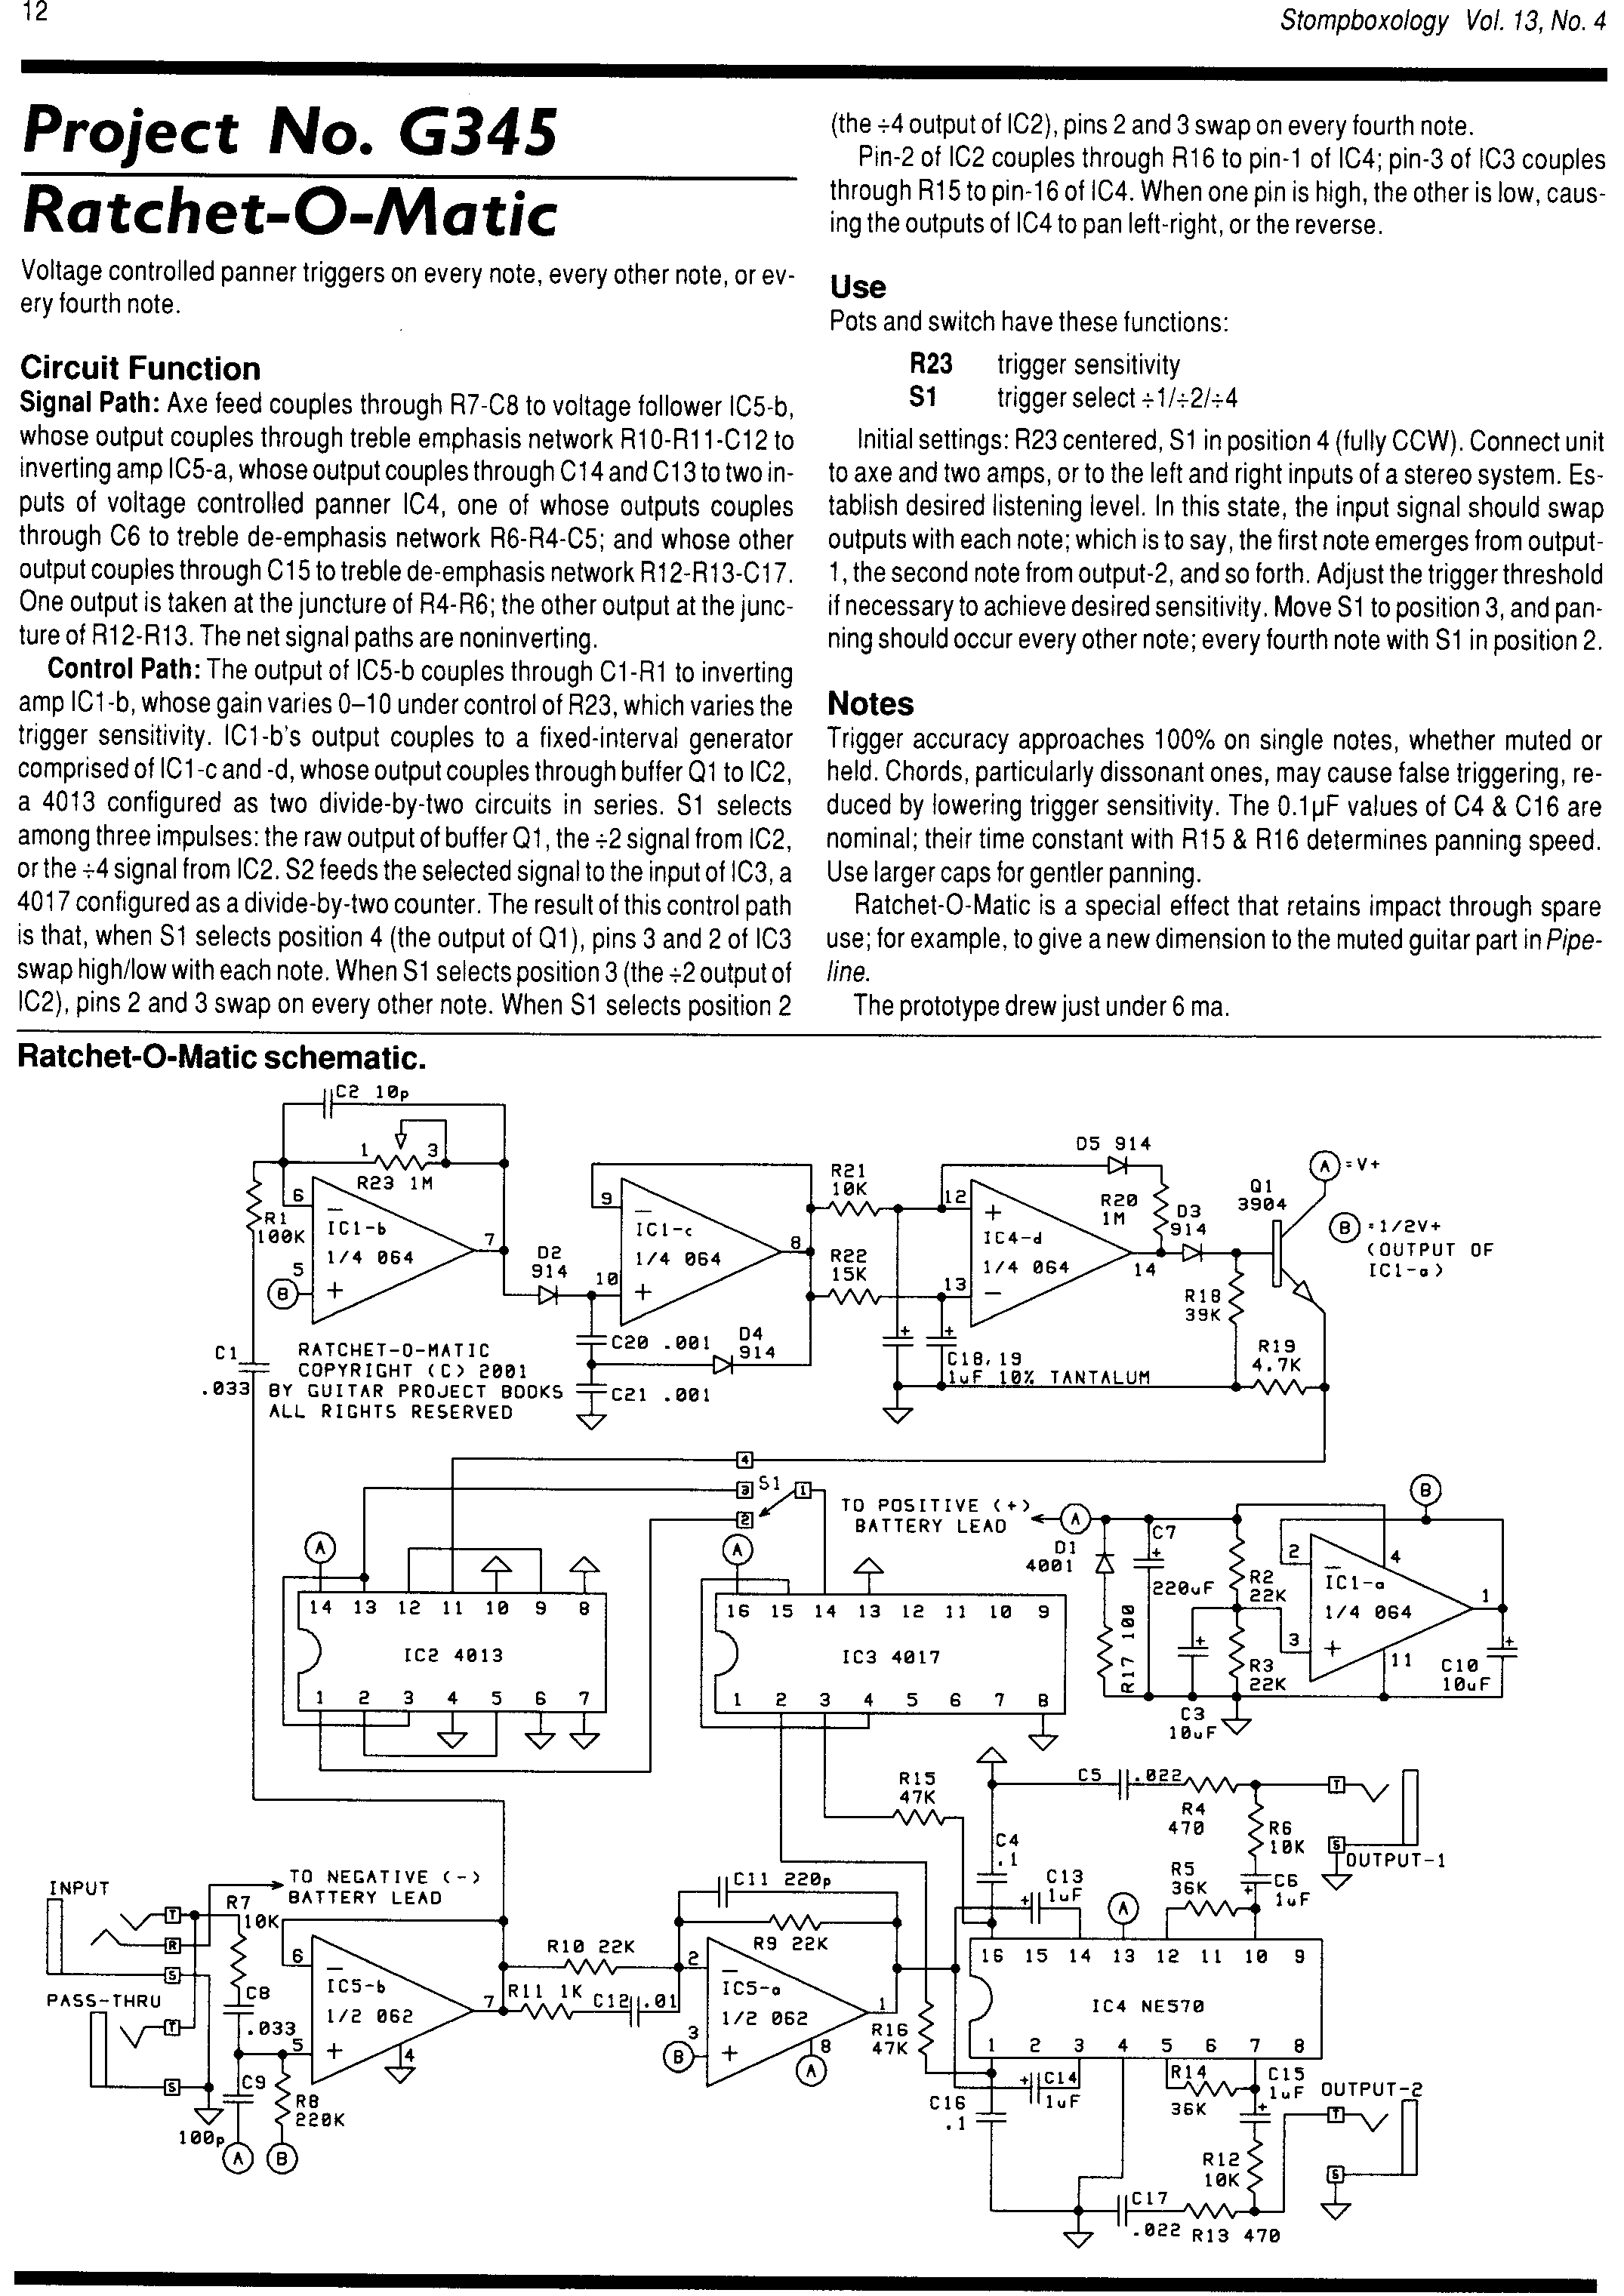 12
Stompboxology Vol. 13, No. 4
Project No. G345
Ratchet-O-Matic
Voltage controlled panner triggers on every note, every other note, or ev-
ery fourth note.
Circuit Function
Signal Path: Axe feed couples through R7-C8 to voltage follower IC5-b,
whose output couples through treble emphasis network R10-R11-C12 to
inverting amp IC5-a, whose output couples through C14 and C13 to two in-
puts of voltage controlled panner IC4, one of whose outputs couples
through C6 to treble de-emphasis network R6-R4-C5; and whose other
output couples through C15 to treble de-emphasis network R12-R13-C17.
One output is taken at the juncture of R4-R6; the other output at the junc-
ture of R12-R13. The net signal paths are noninverting.
Control Path: The output of IC5-b couples through C1-R1 to inverting
amp IC1-b, whose gain varies 0–10 under control of R23, which varies the
trigger sensitivity. IC1-b's output couples to a fixed-interval generator
comprised of IC1-c and -d, whose output couples through buffer Q1 to IC2,
a 4013 configured as two divide-by-two circuits in series. S1 selects
among three impulses: the raw output of buffer Q1, the ÷2 signal from IC2,
or the ÷4 signal from IC2. S2 feeds the selected signal to the input of IC3, a
4017 configured as a divide-by-two counter. The result of this control path
is that, when S1 selects position 4 (the output of Q1), pins 3 and 2 of IC3
swap high/low with each note. When S1 selects position 3 (the ÷2 output of
IC2), pins 2 and 3 swap on every other note. When S1 selects position 2
(the ÷4 output of IC2), pins 2 and 3 swap on every fourth note.
Pin-2 of IC2 couples through R16 to pin-1 of IC4; pin-3 of IC3 couples
through R15 to pin-16 of IC4. When one pin is high, the other is low, caus-
ing the outputs of IC4 to pan left-right, or the reverse.
Use
Pots and switch have these functions:
R23 trigger sensitivity
S1 trigger select ÷1/÷2/÷4
Initial settings: R23 centered, S1 in position 4 (fully CCW). Connect unit
to axe and two amps, or to the left and right inputs of a stereo system. Es-
tablish desired listening level. In this state, the input signal should swap
outputs with each note; which is to say, the first note emerges from output-
1, the second note from output-2, and so forth. Adjust the trigger threshold
if necessary to achieve desired sensitivity. Move S1 to position 3, and pan-
ning should occur every other note; every fourth note with S1 in position 2.
Notes
Trigger accuracy approaches 100% on single notes, whether muted or
held. Chords, particularly dissonant ones, may cause false triggering, re-
duced by lowering trigger sensitivity. The 0.1µF values of C4 & C16 are
nominal; their time constant with R15 & R16 determines panning speed.
Use larger caps for gentler panning.
Ratchet-O-Matic is a special effect that retains impact through spare
use; for example, to give a new dimension to the muted guitar part in Pipe-
line.
The prototype drew just under 6 ma.
Ratchet-O-Matic schematic.
C2 10p
1 3
R23 1M
6
R1
100K
IC1-b
1/4 064
7
5
B
D2
914
9
IC1-c
1/4 064
8
10
C20 .001
D4
914
C21 .001
R21
10K
R22
15K
12
IC4-d
1/4 064
13
14
D5 914
R20
1M
D3
914
Q1
3904
A =V+
B =1/2V+
(OUTPUT OF
IC1-a)
R18
39K
R19
4.7K
C18,19
1uF 10% TANTALUM
C1
.033
RATCHET-O-MATIC
COPYRIGHT (C) 2001
BY GUITAR PROJECT BOOKS
ALL RIGHTS RESERVED
4
3 S1 1
2
A
14 13 12 11 10 9 8
IC2 4013
1 2 3 4 5 6 7
A
16 15 14 13 12 11 10 9
IC3 4017
1 2 3 4 5 6 7 8
TO POSITIVE (+)
BATTERY LEAD
A
D1
4001
C7
220uF
R17 100
R2
22K
R3
22K
C3
10uF
B
2
4
IC1-a
1/4 064
1
3
11
C10
10uF
R15
47K
C5 .022
R4
470
R6
10K
T
S
OUTPUT-1
C4
.1
C13
1uF
R5
36K
C6
1uF
A
16 15 14 13 12 11 10 9
IC4 NE570
1 2 3 4 5 6 7 8
R14
36K
C15
1uF
OUTPUT-2
T
S
C14
1uF
C16
.1
R12
10K
C17
.022
R13 470
INPUT
T
R
S
PASS-THRU
T
S
TO NEGATIVE (-)
BATTERY LEAD
R7
10K
C8
.033
C9
100p
A
R8
220K
B
6
IC5-b
1/2 062
7
5
4
R10 22K
R11 1K
C12 .01
C11 220p
R9 22K
2
IC5-a
1/2 062
1
3
B
8
A
R16
47K